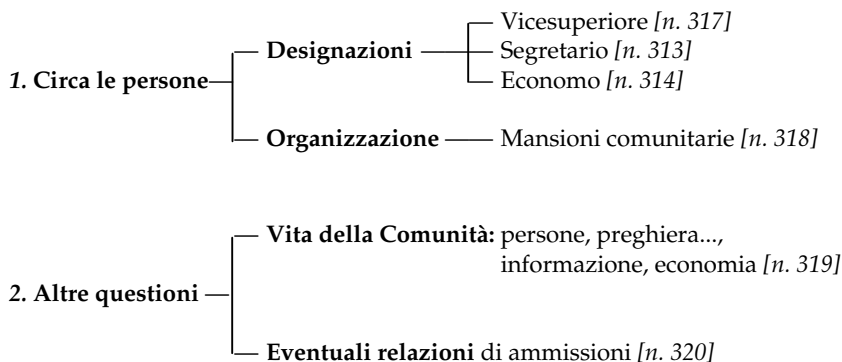 1. Circa le persone
Designazioni
Vicesuperiore [n. 317]
Segretario [n. 313]
Economo [n. 314]
Organizzazione
Mansioni comunitarie [n. 318]
2. Altre questioni
Vita della Comunità: persone, preghiera...,
informazione, economia [n. 319]
Eventuali relazioni di ammissioni [n. 320]